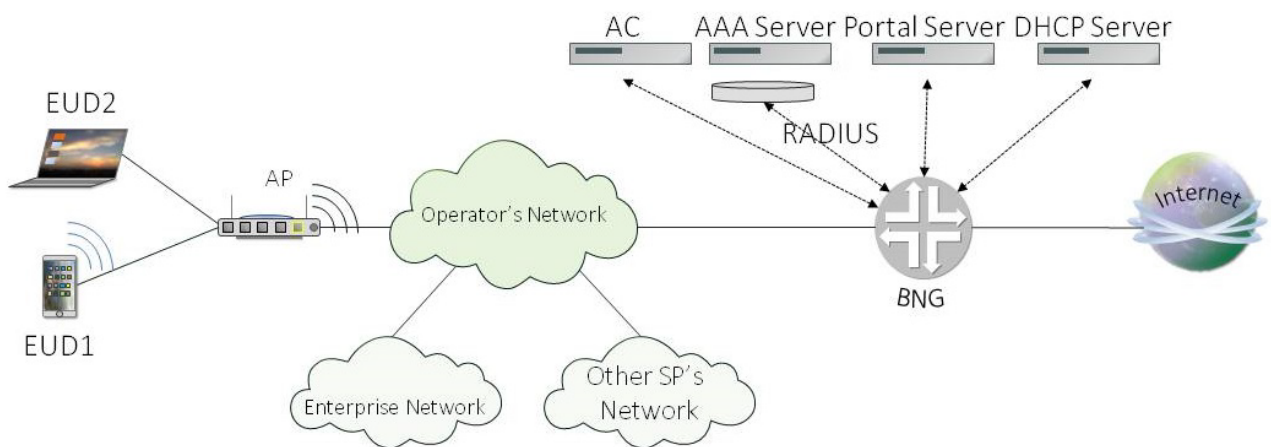 AC
AAA Server
Portal Server
DHCP Server
EUD2
RADIUS
AP
Operator's Network
Internet
BNG
EUD1
Enterprise Network
Other SP's
Network